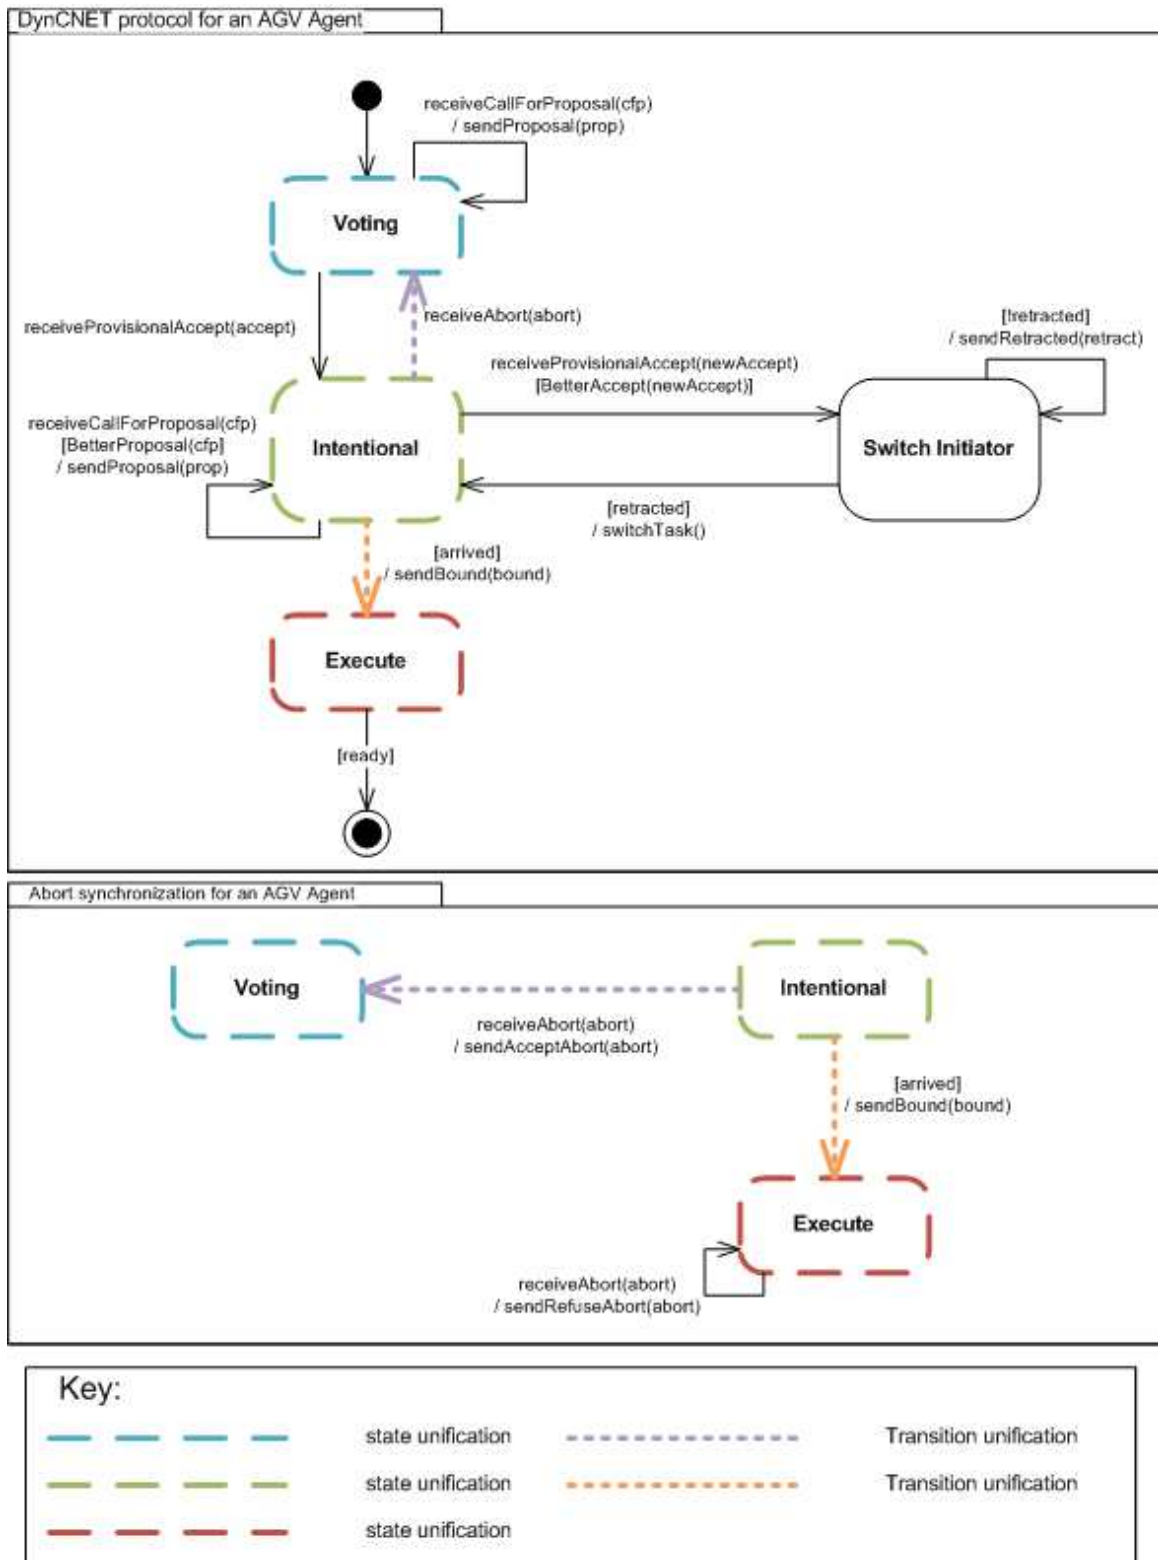 DynCNET protocol for an AGV Agent
receiveCallForProposal(cfp)
/ sendProposal(prop)
Voting
receiveProvisionalAccept(accept)
receiveAbort(abort)
[!retracted]
/ sendRetracted(retract)
receiveProvisionalAccept(newAccept)
[BetterAccept(newAccept)]
receiveCallForProposal(cfp)
[BetterProposal(cfp]
/ sendProposal(prop)
Intentional
Switch Initiator
[retracted]
/ switchTask()
[arrived]
/ sendBound(bound)
Execute
[ready]
Abort synchronization for an AGV Agent
Voting
Intentional
receiveAbort(abort)
/ sendAcceptAbort(abort)
[arrived]
/ sendBound(bound)
Execute
receiveAbort(abort)
/ sendRefuseAbort(abort)
Key:
state unification
Transition unification
state unification
Transition unification
state unification